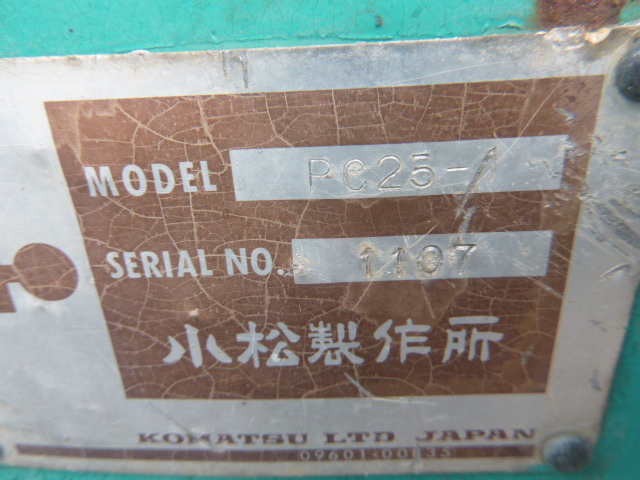 MODEL PC25-1
SERIAL NO. 1107
小松製作所
KOMATSU LTD JAPAN